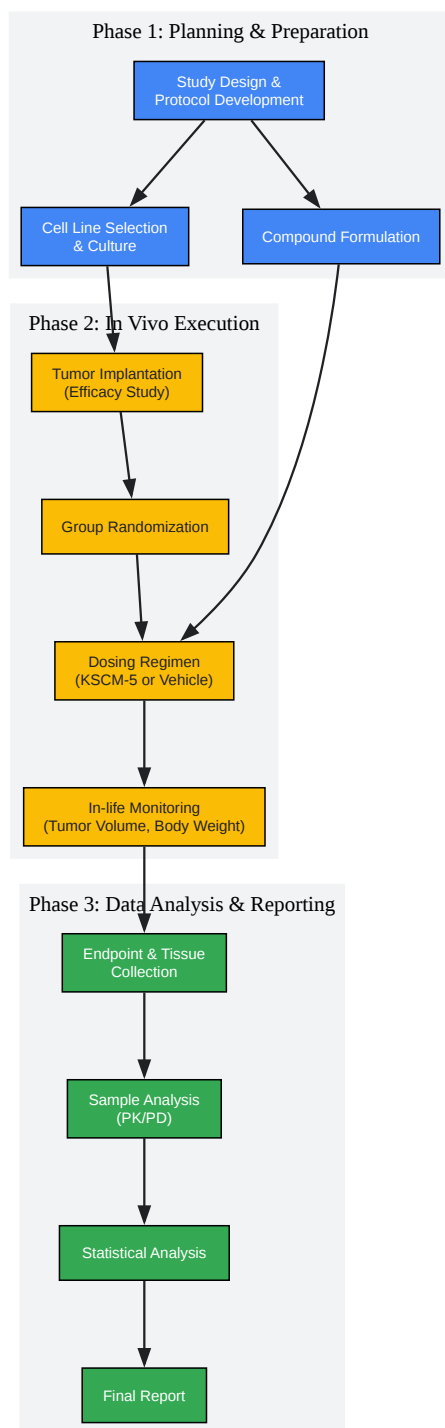 Phase 1: Planning & Preparation
Study Design &
Protocol Development
Cell Line Selection
& Culture
Compound Formulation
Phase 2: In Vivo Execution
Tumor Implantation
(Efficacy Study)
Group Randomization
Dosing Regimen
(KSCM-5 or Vehicle)
In-life Monitoring
(Tumor Volume, Body Weight)
Phase 3: Data Analysis & Reporting
Endpoint & Tissue
Collection
Sample Analysis
(PK/PD)
Statistical Analysis
Final Report